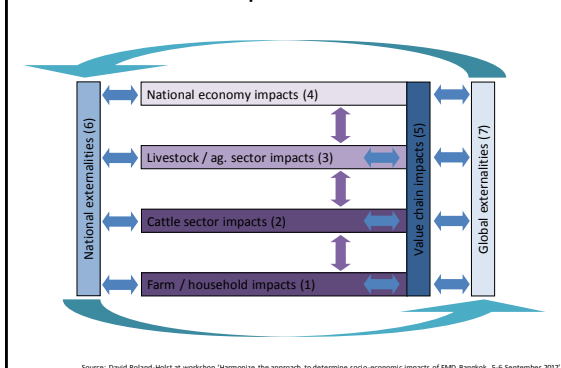 National economy impacts (4)
Livestock / ag. sector impacts (3)
Cattle sector impacts (2)
Farm / household impacts (1)
National externalities (6)
Value chain impacts (5)
Global externalities (7)
Source: David Roland-Holst at workshop 'Harmonize the approach to determine socio-economic impacts of FMD, Bangkok, 5-6 September 2017'